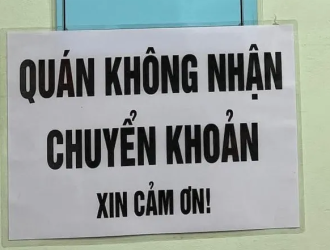 QUÁN KHÔNG NHẬN
CHUYỂN KHOẢN
XIN CẢM ƠN!